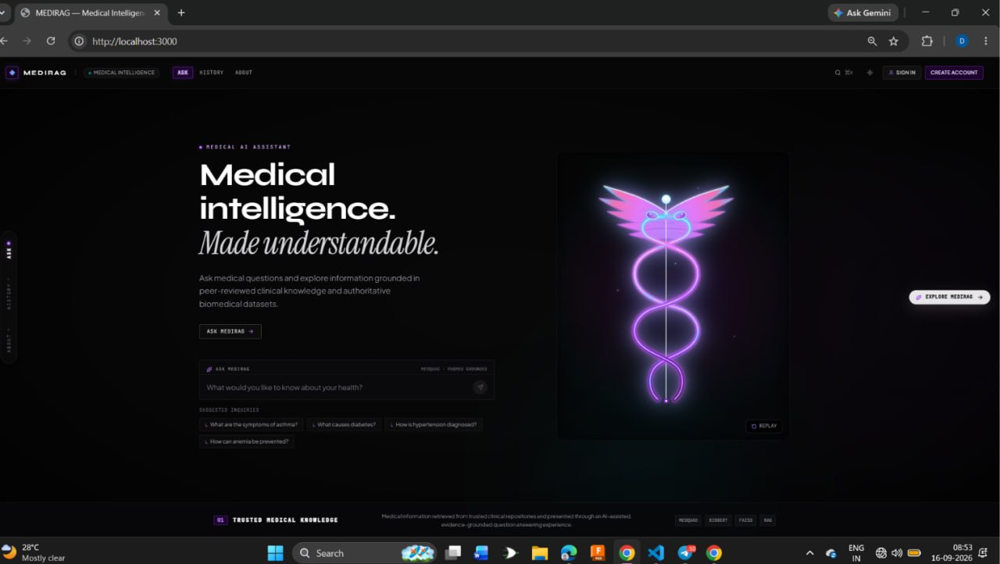 MEDIRAG — Medical Intelligen
Ask Gemini
http://localhost:3000
D
MEDIRAG
MEDICAL INTELLIGENCE
ASK
HISTORY
ABOUT
⌘K
SIGN IN
CREATE ACCOUNT
MEDICAL AI ASSISTANT
Medical
intelligence.
Made understandable.
Ask medical questions and explore information grounded in
peer-reviewed clinical knowledge and authoritative
biomedical datasets.
ASK MEDIRAG →
ASK MEDIRAG
MEDQUAD · PUBMED GROUNDED
What would you like to know about your health?
SUGGESTED INQUIRIES
What are the symptoms of asthma?
What causes diabetes?
How is hypertension diagnosed?
How can anemia be prevented?
ASK
HISTORY
ABOUT
EXPLORE MEDIRAG →
REPLAY
01 TRUSTED MEDICAL KNOWLEDGE
Medical information retrieved from trusted clinical repositories and presented through an AI-assisted,
evidence-grounded question answering experience.
MEDQUAD
BIOBERT
FAISS
RAG
28°C
Mostly clear
Search
50
ENG
IN
08:53
16-09-2026